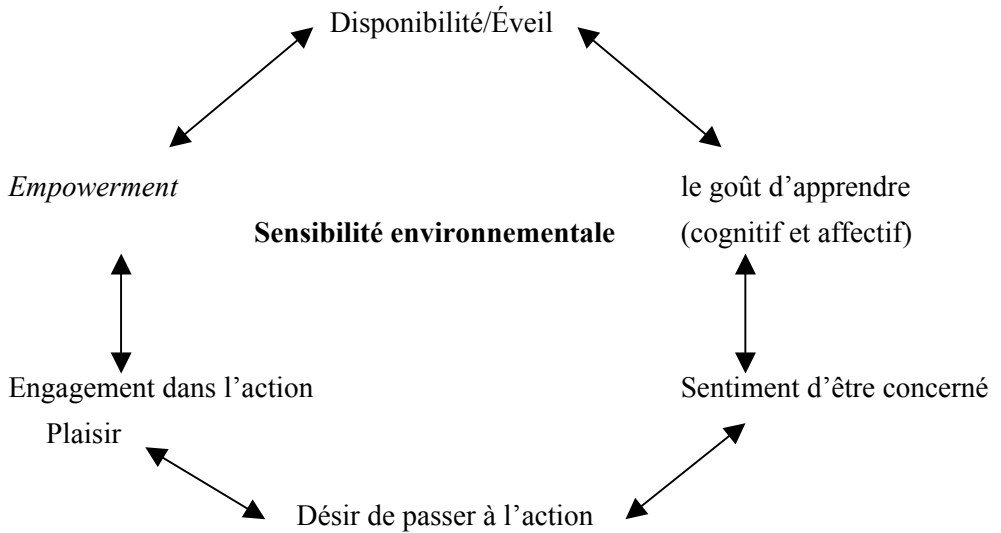 Disponibilité/Éveil
Empowerment
le goût d’apprendre
Sensibilité environnementale
(cognitif et affectif)
Engagement dans l’action
Plaisir
Sentiment d’être concerné
Désir de passer à l’action